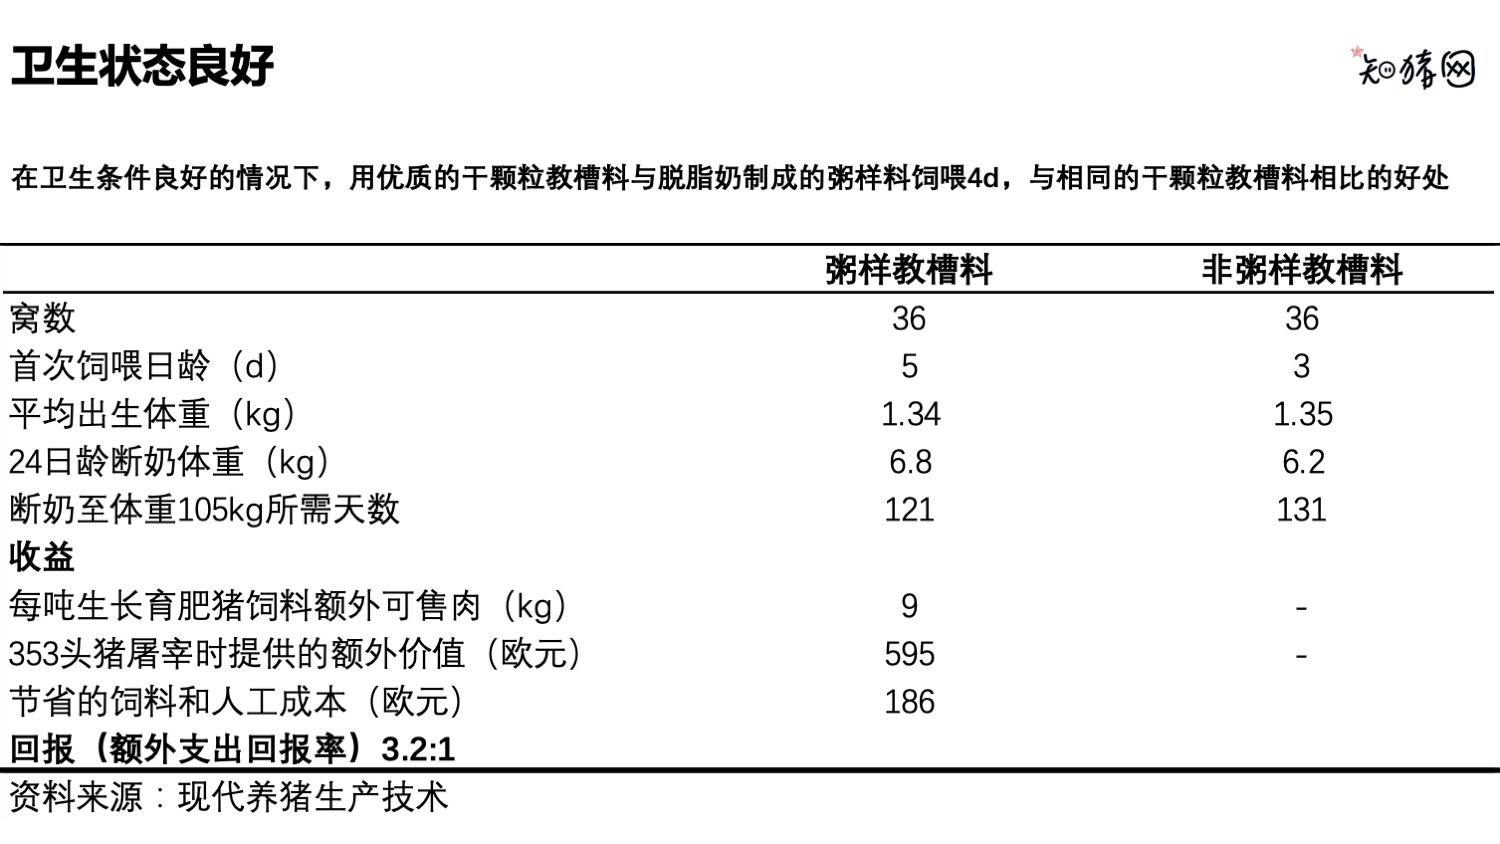 卫生状态良好
知猪网
在卫生条件良好的情况下，用优质的干颗粒教槽料与脱脂奶制成的粥样料饲喂4d，与相同的干颗粒教槽料相比的好处
粥样教槽料 非粥样教槽料
窝数 36 36
首次饲喂日龄（d） 5 3
平均出生体重（kg） 1.34 1.35
24日龄断奶体重（kg） 6.8 6.2
断奶至体重105kg所需天数 121 131
收益
每吨生长育肥猪饲料额外可售肉（kg） 9 -
353头猪屠宰时提供的额外价值（欧元） 595 -
节省的饲料和人工成本（欧元） 186
回报（额外支出回报率）3.2:1
资料来源：现代养猪生产技术